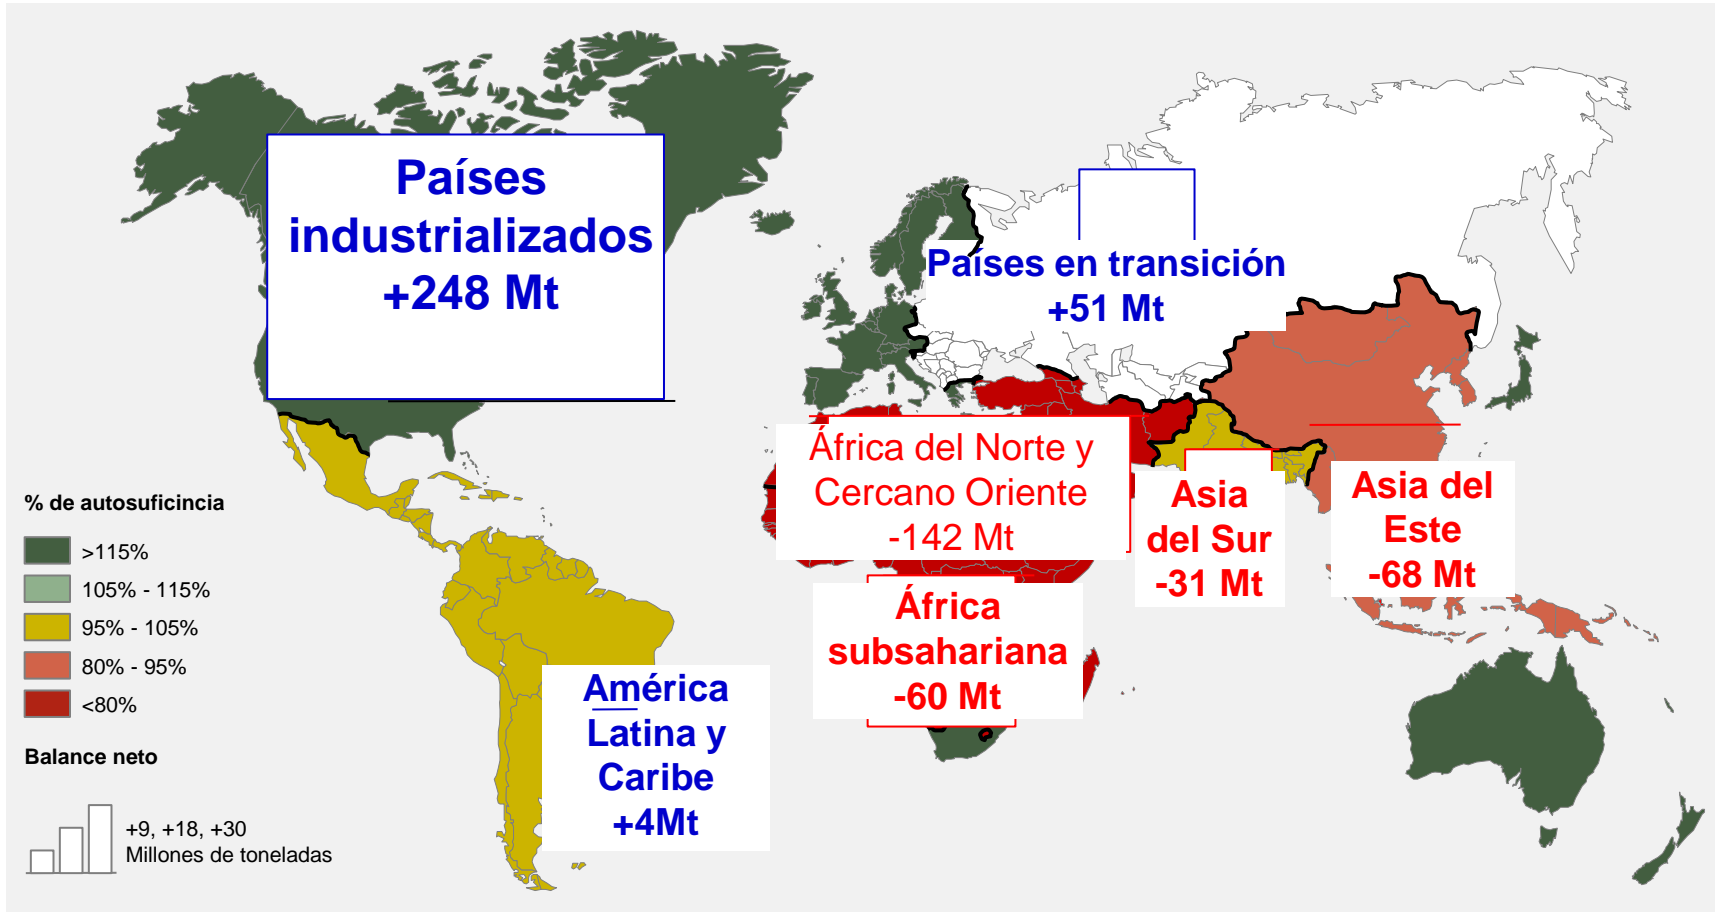 Países
industrializados
+248 Mt
Países en transición
+51 Mt
África del Norte y
Cercano Oriente
-142 Mt
Asia
del Sur
-31 Mt
Asia del
Este
-68 Mt
África
subsahariana
-60 Mt
América
Latina y
Caribe
+4Mt
% de autosuficincia
>115%
105% - 115%
95% - 105%
80% - 95%
<80%
Balance neto
+9, +18, +30
Millones de toneladas